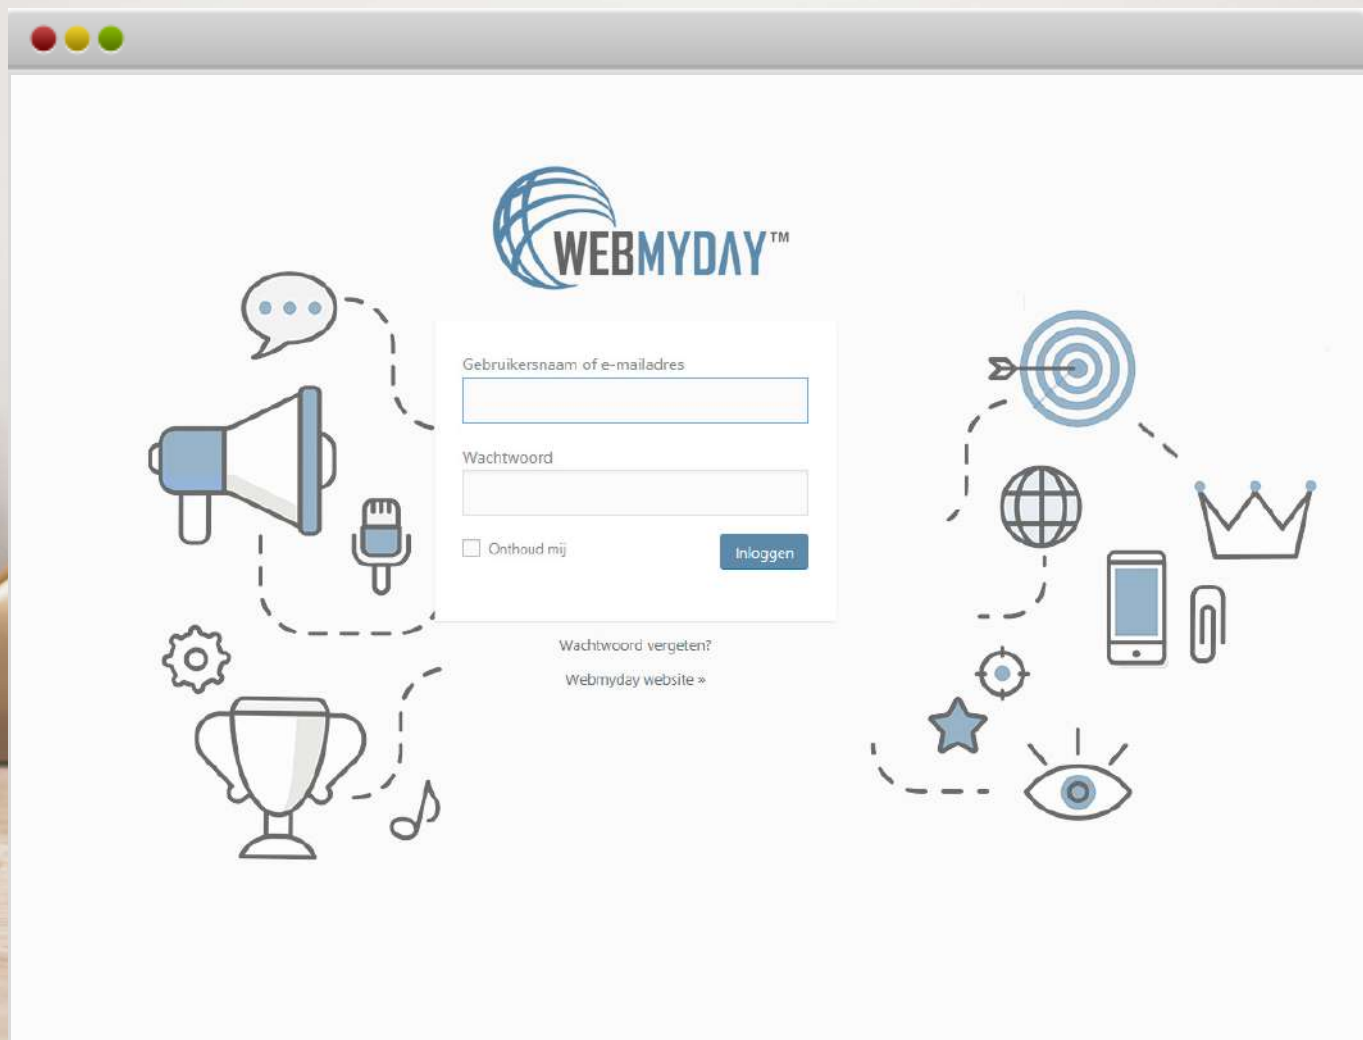 WEBMYDAY™
Gebruikersnaam of e-mailadres
Wachtwoord
Onthoud mij
Inloggen
Wachtwoord vergeten?
Webmyday website »